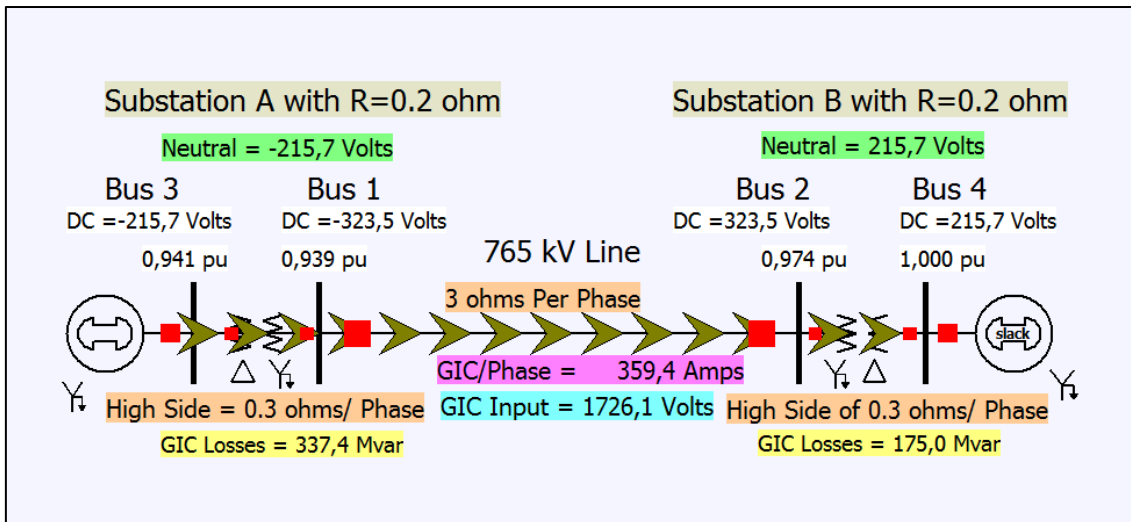 Substation A with R=0.2 ohm
Substation B with R=0.2 ohm
Neutral = -215,7 Volts
Neutral = 215,7 Volts
Bus 3
Bus 1
Bus 2
Bus 4
DC =-215,7 Volts
DC=-323,5 Volts
DC =323,5 Volts
DC=215,7 Volts
0,941 pu
0,939 pu
765 kV Line
0,974 pu
1,000 pu
3 ohms Per Phase
slack
GIC/Phase = 359,4 Amps
GIC Input = 1726,1 Volts
High Side = 0.3 ohms/ Phase
High Side of 0.3 ohms/ Phase
GIC Losses = 337,4 Mvar
GIC Losses = 175,0 Mvar